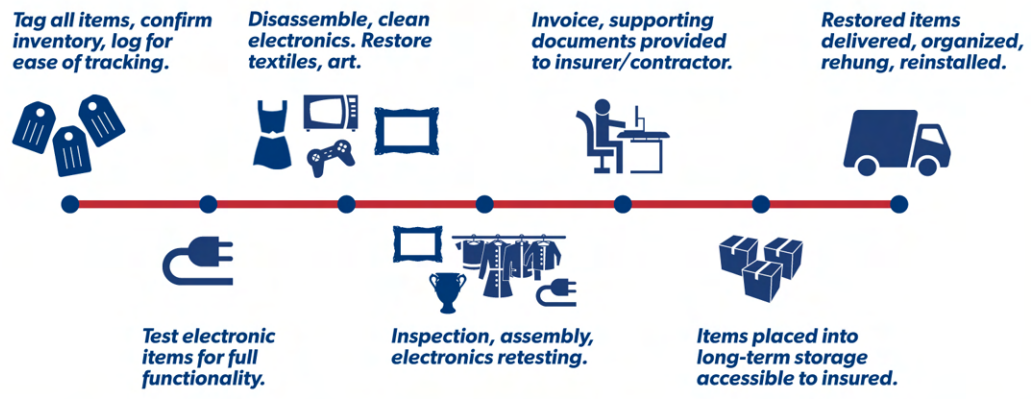 Tag all items, confirm
inventory, log for
ease of tracking.
Test electronic
items for full
functionality.
Disassemble, clean
electronics. Restore
textiles, art.
Inspection, assembly,
electronics retesting.
Invoice, supporting
documents provided
to insurer/contractor.
Items placed into
long-term storage
accessible to insured.
Restored items
delivered, organized,
rehung, reinstalled.